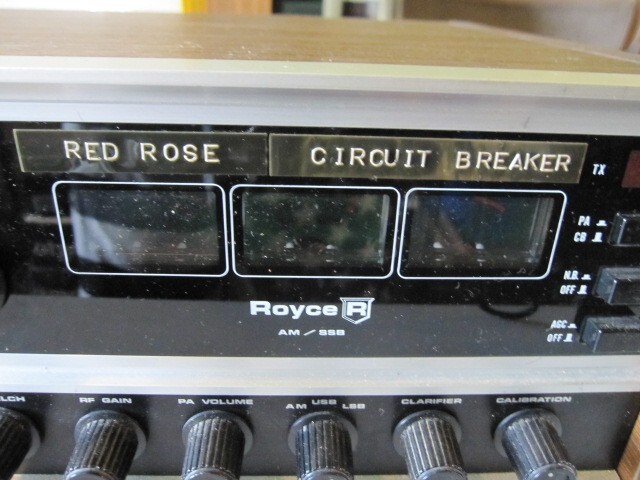 RED ROSE CIRCUIT BREAKER
TX
PA
CB
N.B.
OFF
Royce R
AM/SSB
AGC
OFF
LCH RF GAIN PA VOLUME AM USB LSB CLARIFIER CALIBRATION